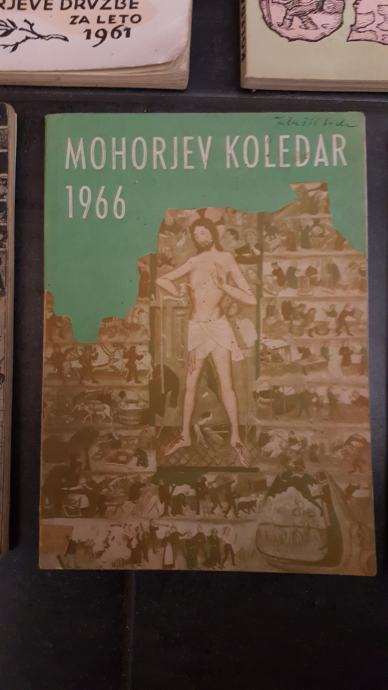 RJEVE DRUŽBE
ZA LETO
1961
MOHORJEV KOLEDAR
1966